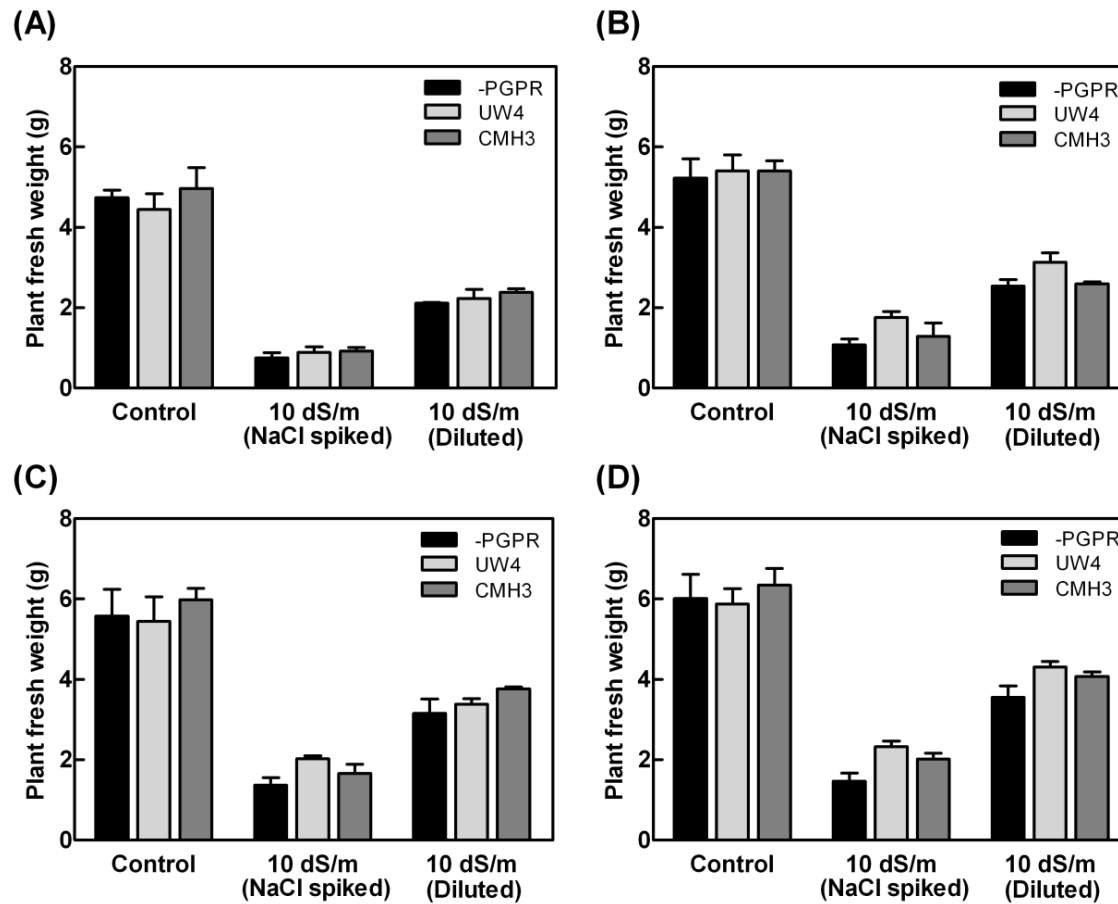 (A)
Plant fresh weight (g)
8
6
4
2
0
-PGPR
UW4
CMH3
Control
10 dS/m
(NaCl spiked)
10 dS/m
(Diluted)
(B)
Plant fresh weight (g)
8
6
4
2
0
-PGPR
UW4
CMH3
Control
10 dS/m
(NaCl spiked)
10 dS/m
(Diluted)
(C)
Plant fresh weight (g)
8
6
4
2
0
-PGPR
UW4
CMH3
Control
10 dS/m
(NaCl spiked)
10 dS/m
(Diluted)
(D)
Plant fresh weight (g)
8
6
4
2
0
-PGPR
UW4
CMH3
Control
10 dS/m
(NaCl spiked)
10 dS/m
(Diluted)